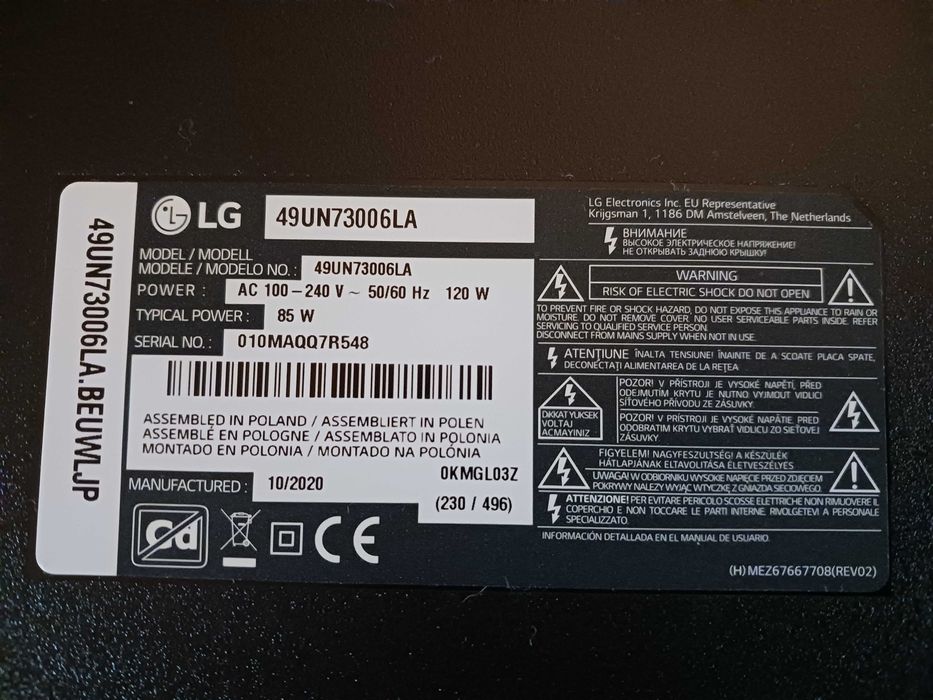 49UN73006LA.BEUWLJP
LG
49UN73006LA
MODEL / MODELL
MODELE / MODELO NO. : 49UN73006LA
POWER : AC 100 – 240 V ~ 50/60 Hz 120 W
TYPICAL POWER : 85 W
SERIAL NO. : 010MAQQ7R548
ASSEMBLED IN POLAND / ASSEMBLIERT IN POLEN
ASSEMBLÉ EN POLOGNE / ASSEMBLATO IN POLONIA
MONTADO EN POLONIA / MONTADO NA POLÓNIA
0KMGL03Z
MANUFACTURED : 10/2020
(230 / 496)
Cd
CE
LG Electronics Inc. EU Representative
Krijgsman 1, 1186 DM Amstelveen, The Netherlands
ВНИМАНИЕ
ВЫСОКОЕ ЭЛЕКТРИЧЕСКОЕ НАПРЯЖЕНИЕ!
НЕ ОТКРЫВАТЬ ЗАДНЮЮ КРЫШКУ!
WARNING
RISK OF ELECTRIC SHOCK DO NOT OPEN
TO PREVENT FIRE OR SHOCK HAZARD, DO NOT EXPOSE THIS APPLIANCE TO RAIN OR
MOISTURE. DO NOT REMOVE COVER. NO USER SERVICEABLE PARTS INSIDE. REFER
SERVICING TO QUALIFIED SERVICE PERSON.
DISCONNECT FROM MAINS SUPPLY WHEN NOT IN USE.
ATENȚIUNE ÎNALTA TENSIUNE! ÎNAINTE DE A SCOATE PLACA SPATE,
DECONECTAȚI ALIMENTAREA DE LA REȚEA
DIKKAT YUKSEK
VOLTAJ
ACMAYINIZ
POZOR! V PŘÍSTROJI JE VYSOKÉ NAPĚTÍ, PŘED
ODEJMUTÍM KRYTU JE NUTNO VYJMOUT VIDLICI
SÍŤOVÉHO PŘÍVODU ZE ZÁSUVKY.
POZOR! V PRÍSTROJI JE VYSOKÉ NAPÄTIE. PRED
ODOBRATÍM KRYTU VYBRAŤ VIDLICU ZO SIEŤOVEJ
ZÁSUVKY.
FIGYELEM! NAGYFESZÜLTSÉG! A KÉSZÜLÉK
HÁTLAPJÁNAK ELTÁVOLÍTÁSA ÉLETVESZÉLYES
UWAGA! W ODBIORNIKU WYSOKIE NAPIĘCIE PRZED ZDJĘCIEM
POKRYWY NALEŻY WYJĄĆ WTYCZKĘ Z GNIAZDA SIECIOWEGO.
ATTENZIONE! PER EVITARE PERICOLO SCOSSE ELETTRICHE NON RIMUOVERE IL
COPERCHIO E NON TOCCARE LE PARTI INTERNE. RIVOLGETEVI A PERSONALE
SPECIALIZZATO.
INFORMACIÓN DETALLADA EN EL MANUAL DE USUARIO.
(H) MEZ67667708(REV02)